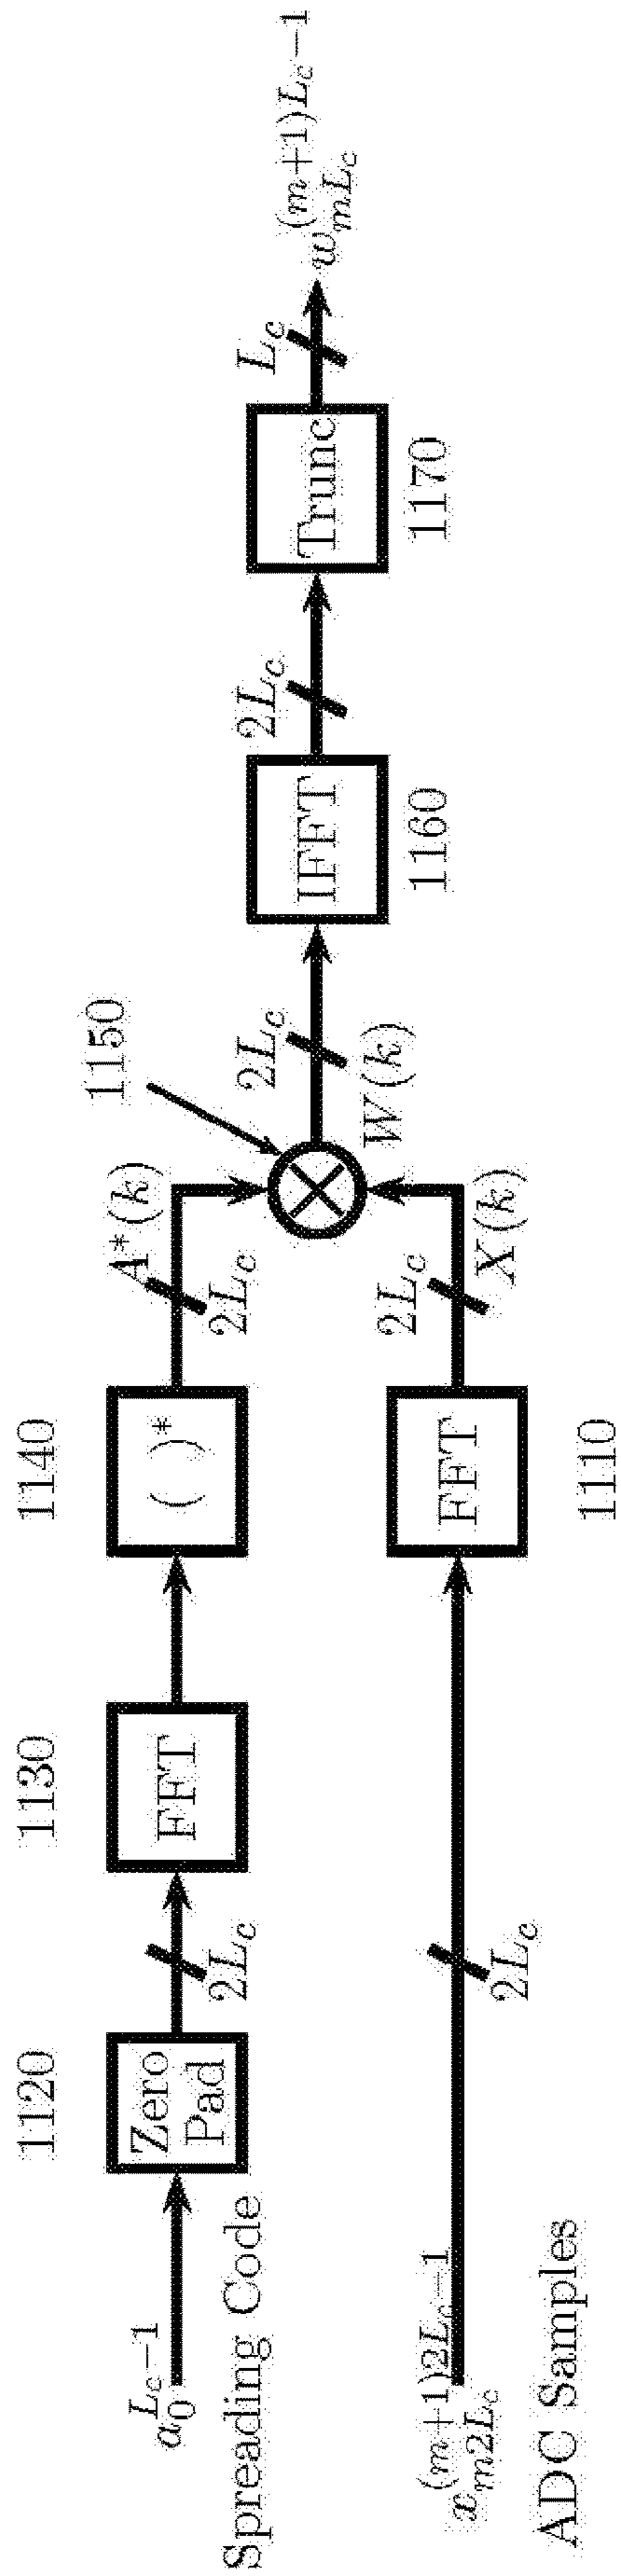 1120
1130
1140
a_0^{L_c-1}
Zero
Pad
2L_c
FFT
( )*
A*(k)
2L_c
1150
Spreading Code
2L_c
W(k)
IFFT
1160
2L_c
Trunc
1170
L_c
w_{mL_c}^{(m+1)L_c-1}
x_{m2L_c}^{(m+1)2L_c-1}
2L_c
FFT
2L_c
X(k)
ADC Samples
1110